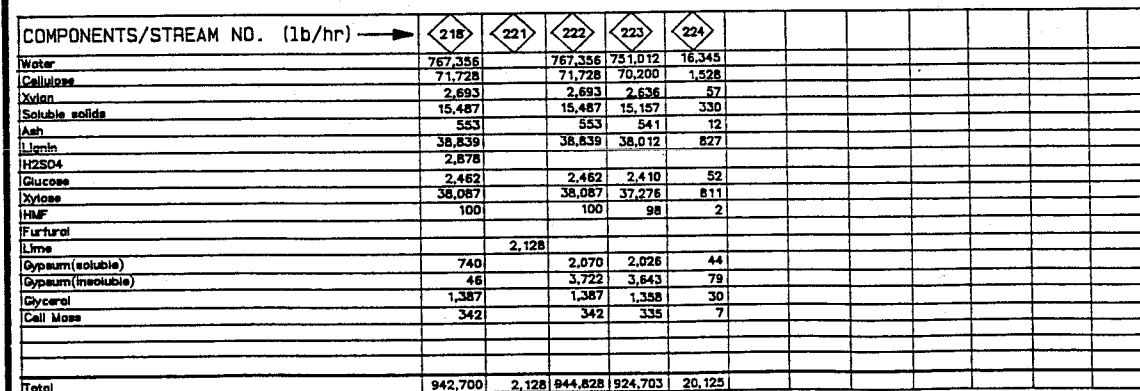 COMPONENTS/STREAM NO. (lb/hr) 218 221 222 223 224
Water 767,356 767,356 751,012 16,345
Cellulose 71,728 71,728 70,200 1,528
Xylan 2,693 2,693 2,636 57
Soluble solids 15,487 15,487 15,157 330
Ash 553 553 541 12
Lignin 38,839 38,839 38,012 827
H2SO4 2,878
Glucose 2,462 2,462 2,410 52
Xylose 38,087 38,087 37,276 811
HMF 100 100 98 2
Furfural
Lime 2,128
Gypsum(soluble) 740 2,070 2,026 44
Gypsum(insoluble) 46 3,722 3,643 79
Glycerol 1,387 1,387 1,358 30
Cell Mass 342 342 335 7
Total 942,700 2,128 944,828 924,703 20,125